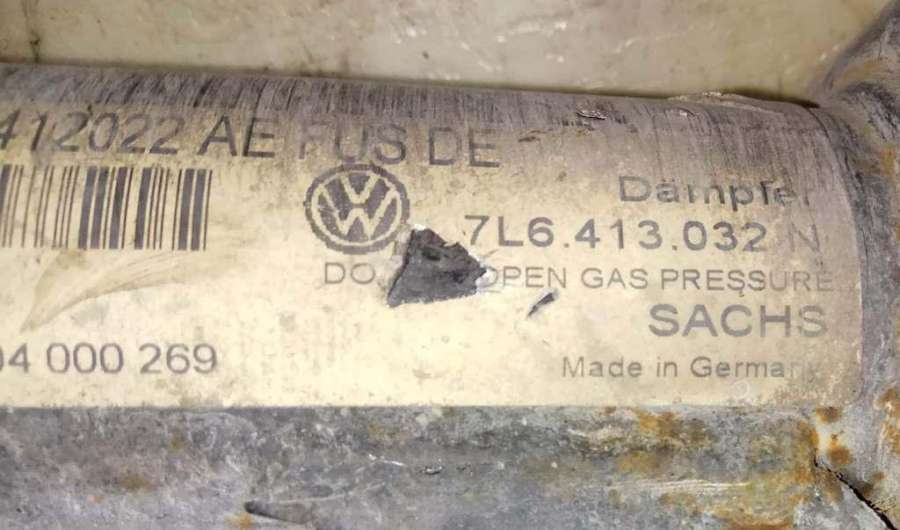 412022 AE FUS DE
Dämpfer
7L6.413.032 N
DO OPEN GAS PRESSURE
SACHS
04 000 269
Made in Germany